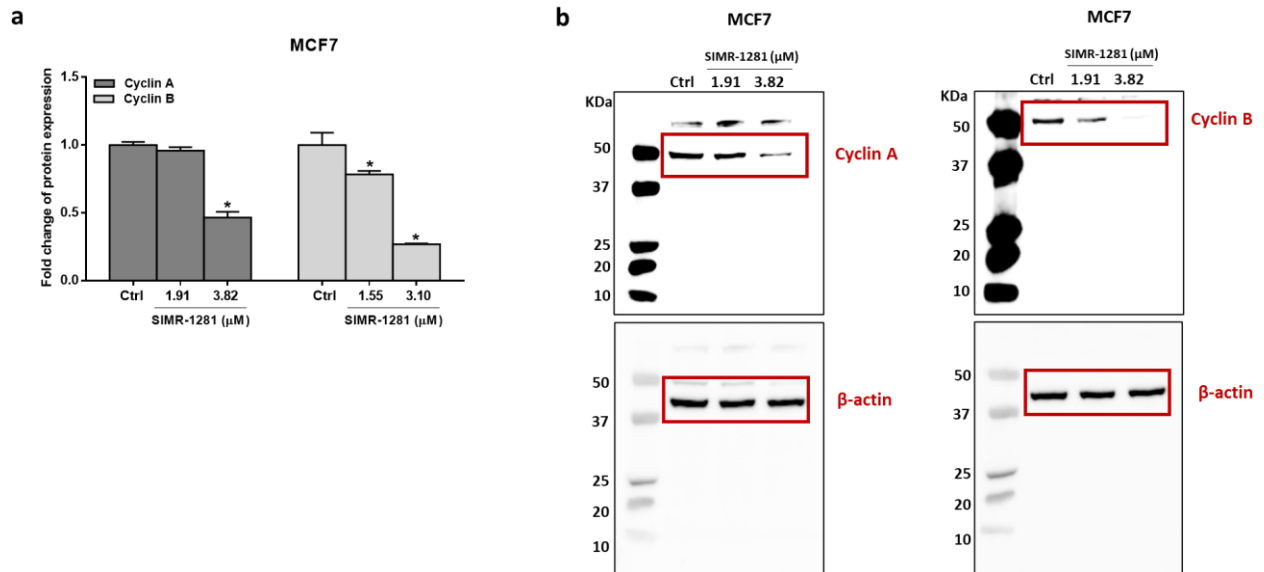 a
MCF7
Fold change of protein expression
1.5
1.0
0.5
0.0
Cyclin A
Cyclin B
*
*
*
Ctrl 1.91 3.82 Ctrl 1.55 3.10
SIMR-1281 (μM) SIMR-1281 (μM)
b
MCF7
SIMR-1281 (μM)
Ctrl 1.91 3.82
KDa
50
37
25
20
10
Cyclin A
50
37
25
20
10
β-actin
MCF7
SIMR-1281 (μM)
Ctrl 1.91 3.82
KDa
50
37
25
20
10
Cyclin B
50
37
25
20
10
β-actin